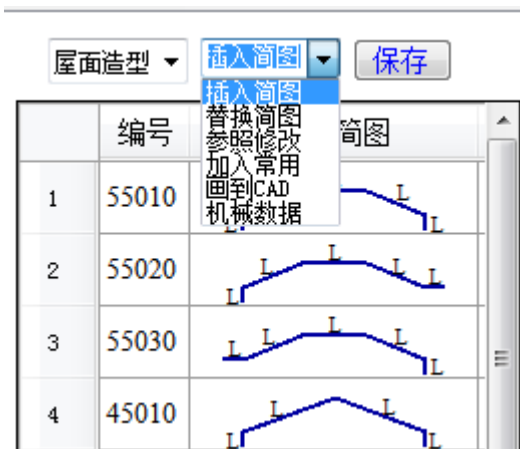 屋面造型 插入简图 保存
插入简图
替换简图
参照修改
加入常用
画到CAD
机械数据
编号 简图
1 55010 L L L
2 55020 L L L L L
3 55030 L L L L L
4 45010 L L L L